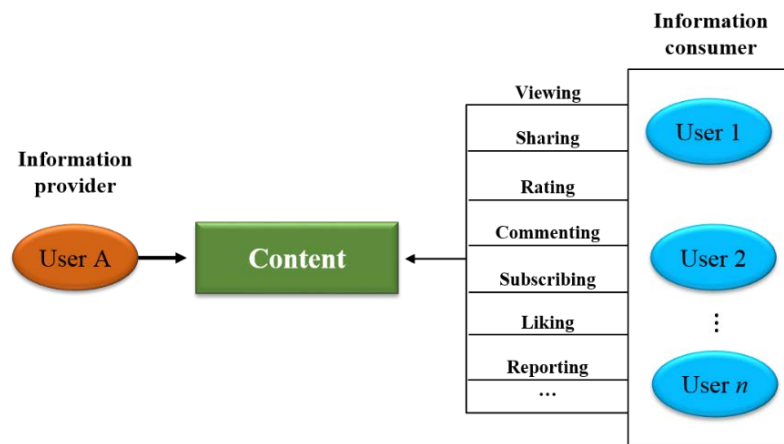 Information
provider
User A
Content
Viewing
Sharing
Rating
Commenting
Subscribing
Liking
Reporting
...
Information
consumer
User 1
User 2
⋮
User n